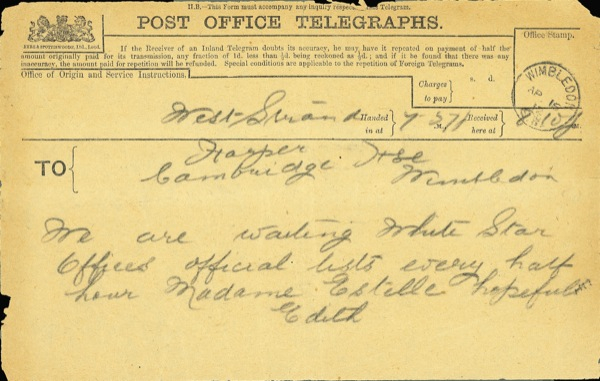 N.B.—This Form must accompany any inquiry respecting this Telegram.
POST OFFICE TELEGRAPHS.
If the Receiver of an Inland Telegram doubts its accuracy, he may have it repeated on payment of half the
amount originally paid for its transmission, any fraction of 1d. less than ½d. being reckoned as ½d.; and if it be found that there was any
inaccuracy, the amount paid for repetition will be refunded. Special conditions are applicable to the repetition of Foreign Telegrams.
Office Stamp.
Office of Origin and Service Instructions.
Charges to pay
s. d.
WIMBLEDON
AP 16
West Strand
Handed in at
7 57
Received here at
TO
Harper Hse
Cambridge Wimbledon
We are waiting White Star
Offices official lists every half
hour Madame Estelle hopeful
Edith